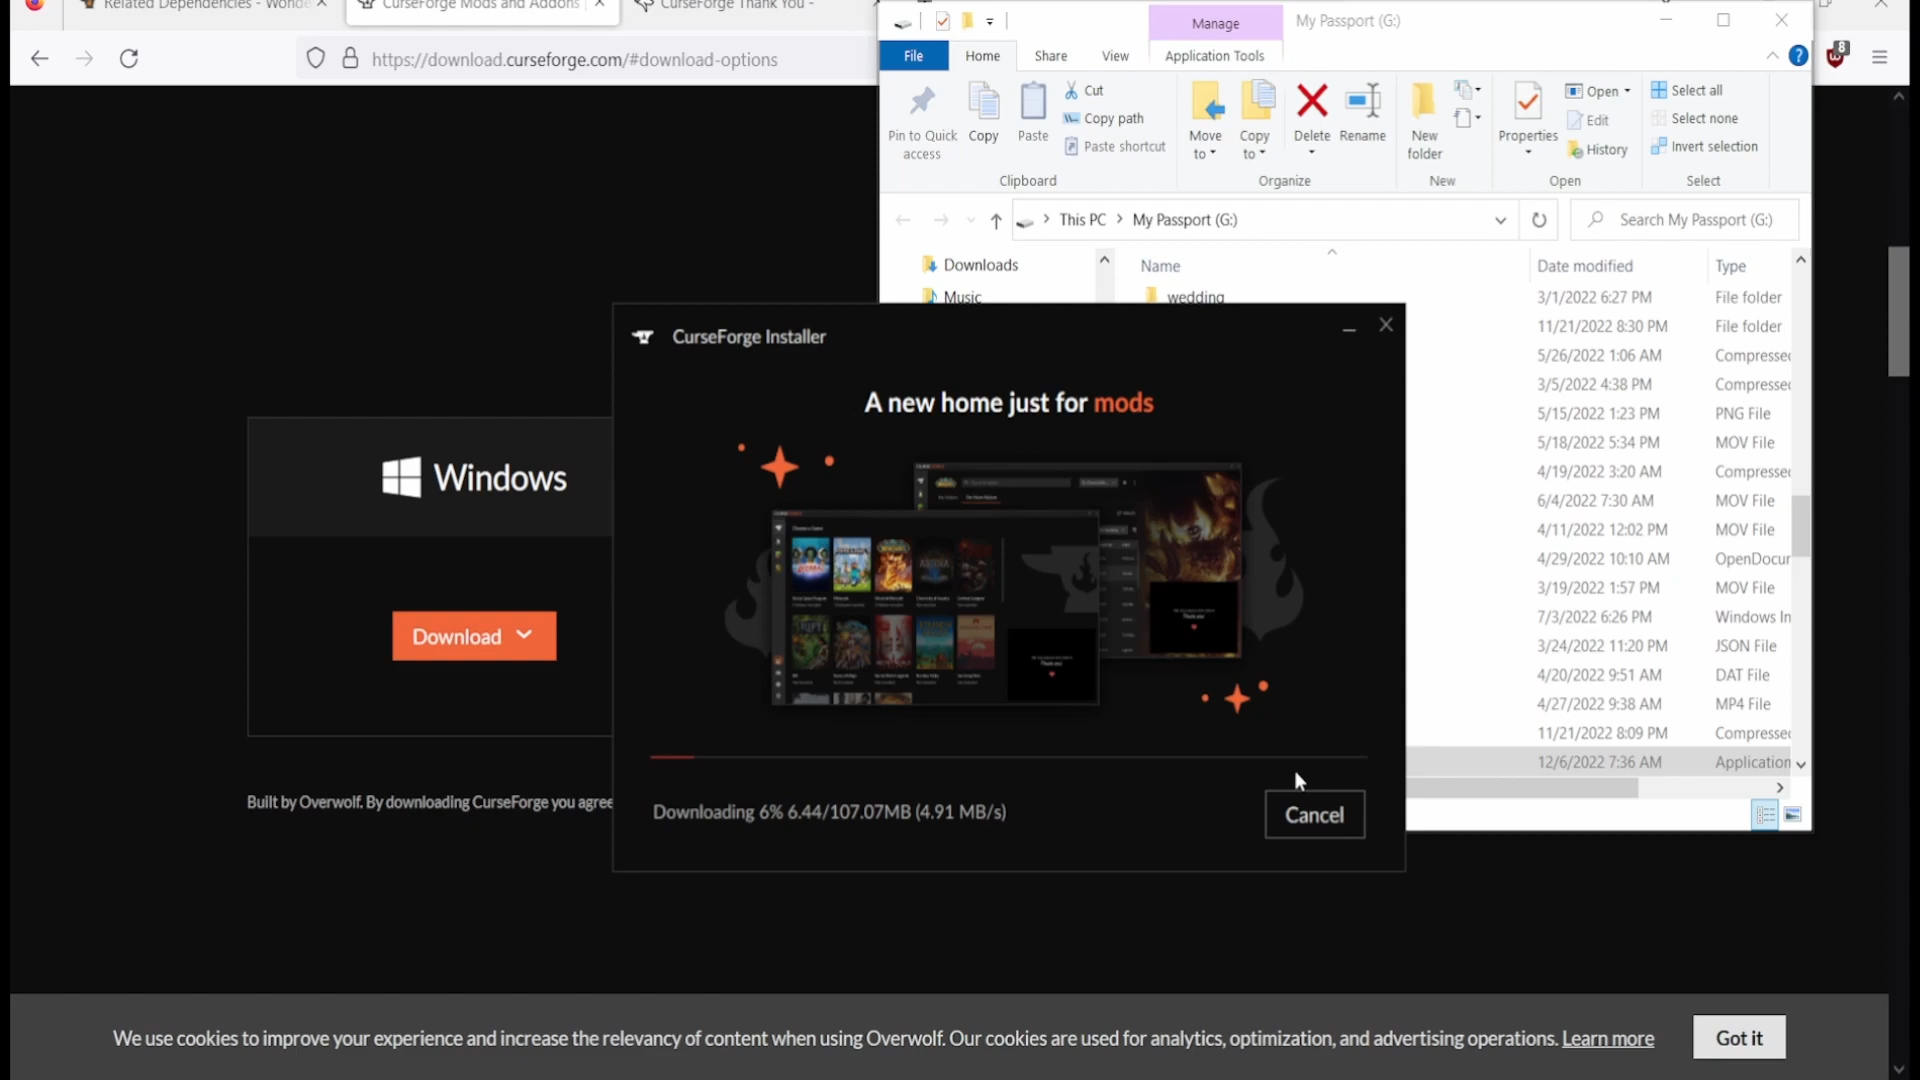 Related Dependencies - Wonde
CurseForge Mods and Addons
CurseForge Thank You -
https://download.curseforge.com/#download-options
8
Manage
My Passport (G:)
File
Home
Share
View
Application Tools
Pin to Quick access
Copy
Paste
Cut
Copy path
Paste shortcut
Move to
Copy to
Delete
Rename
New folder
Properties
Open
Edit
History
Select all
Select none
Invert selection
Clipboard
Organize
New
Open
Select
This PC > My Passport (G:)
Search My Passport (G:)
Downloads
Music
Name
Date modified
Type
wedding
3/1/2022 6:27 PM File folder
11/21/2022 8:30 PM File folder
5/26/2022 1:06 AM Compresse
3/5/2022 4:38 PM Compresse
5/15/2022 1:23 PM PNG File
5/18/2022 5:34 PM MOV File
4/19/2022 3:20 AM Compresse
6/4/2022 7:30 AM MOV File
4/11/2022 12:02 PM MOV File
4/29/2022 10:10 AM OpenDocur
3/19/2022 1:57 PM MOV File
7/3/2022 6:26 PM Windows In
3/24/2022 11:20 PM JSON File
4/20/2022 9:51 AM DAT File
4/27/2022 9:38 AM MP4 File
11/21/2022 8:09 PM Compresse
12/6/2022 7:36 AM Application
CurseForge Installer
A new home just for mods
Thank you!
Thank you!
Downloading 6% 6.44/107.07MB (4.91 MB/s)
Cancel
Windows
Download
Built by Overwolf. By downloading CurseForge you agree
We use cookies to improve your experience and increase the relevancy of content when using Overwolf. Our cookies are used for analytics, optimization, and advertising operations. Learn more
Got it